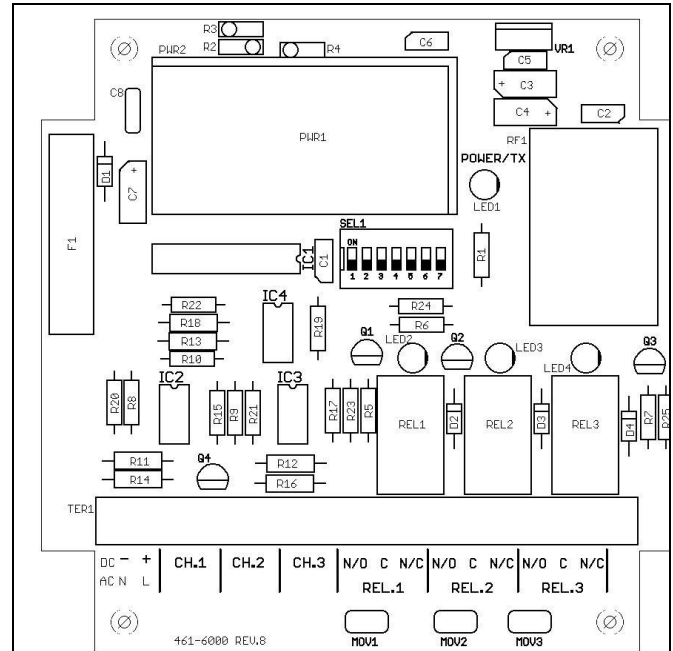 R3
R2
R4
PWR2
C6
VR1
C5
+ C3
C4 +
C2
C8
PWR1
RF1
POWER/TX
LED1
D1
+
C7
F1
SEL1
ON
1 2 3 4 5 6 7
IC1
C1
R1
IC4
R22
R18
R13
R10
R19
R24
R6
Q1
LED2
Q2
LED3
LED4
Q3
IC2
IC3
R20
R8
R15
R9
R21
R17
R23
R5
REL1
D2
REL2
D3
REL3
D4
R7
R25
R11
R14
Q4
R12
R16
TER1
DC - + CH.1 CH.2 CH.3 N/O C N/C N/O C N/C N/O C N/C
AC N L REL.1 REL.2 REL.3
461-6000 REV.8 MOV1 MOV2 MOV3